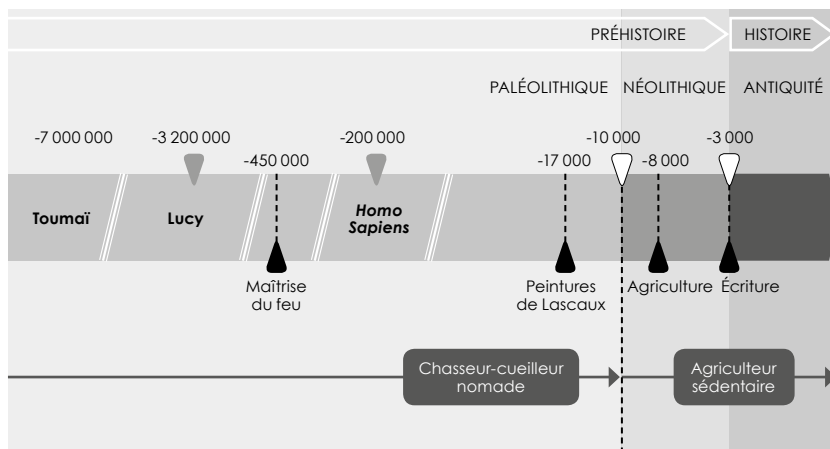 PRÉHISTOIRE
HISTOIRE
PALÉOLITHIQUE
NÉOLITHIQUE
ANTIQUITÉ
-7 000 000
-3 200 000
-450 000
-200 000
-17 000
-10 000
-8 000
-3 000
Toumaï
Lucy
Homo
Sapiens
Maîtrise
du feu
Peintures
de Lascaux
Agriculture
Écriture
Chasseur-cueilleur
nomade
Agriculteur
sédentaire